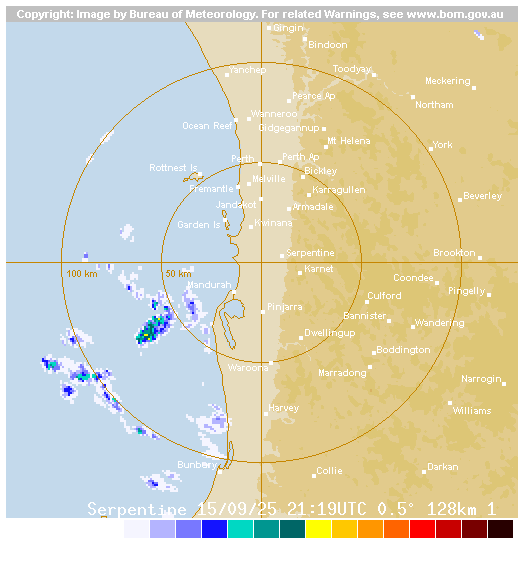 Copyright: Image by Bureau of Meteorology. For related Warnings, see www.bom.gov.au
Gingin
Bindoon
Yanchep
Toodyay
Meckering
Pearce Ap
Northam
Wanneroo
Ocean Reef
Gidgegannup
Mt Helena
York
Perth
Perth Ap
Rottnest Is
Bickley
Melville
Fremantle
Karragullen
Beverley
Jandakot
Armadale
Garden Is
Kwinana
Serpentine
Brookton
100 km
50 km
Karnet
Coondee
Mandurah
Pingelly
Cufford
Pinjarra
Bannister
Wandering
Dwellingup
Boddington
Waroona
Marradong
Narrogin
Harvey
Williams
Bunbury
Collie
Darkan
Serpentine 15/09/25 21:19UTC 0.5° 128km 1